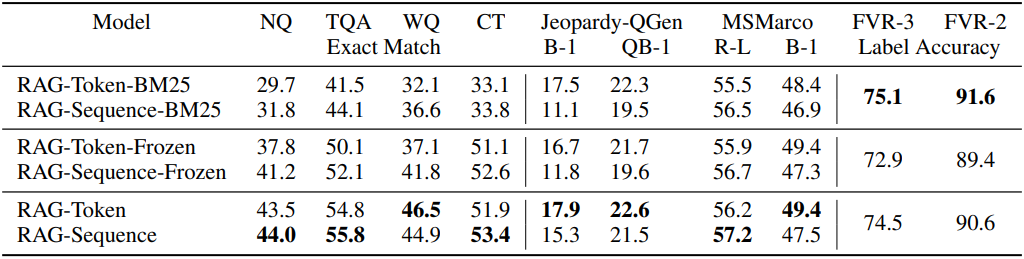 Model NQ TQA WQ CT Jeopardy-QGen MSMarco FVR-3 FVR-2
Exact Match B-1 QB-1 R-L B-1 Label Accuracy
RAG-Token-BM25 29.7 41.5 32.1 33.1 17.5 22.3 55.5 48.4
75.1 91.6
RAG-Sequence-BM25 31.8 44.1 36.6 33.8 11.1 19.5 56.5 46.9
RAG-Token-Frozen 37.8 50.1 37.1 51.1 16.7 21.7 55.9 49.4
72.9 89.4
RAG-Sequence-Frozen 41.2 52.1 41.8 52.6 11.8 19.6 56.7 47.3
RAG-Token 43.5 54.8 46.5 51.9 17.9 22.6 56.2 49.4
74.5 90.6
RAG-Sequence 44.0 55.8 44.9 53.4 15.3 21.5 57.2 47.5